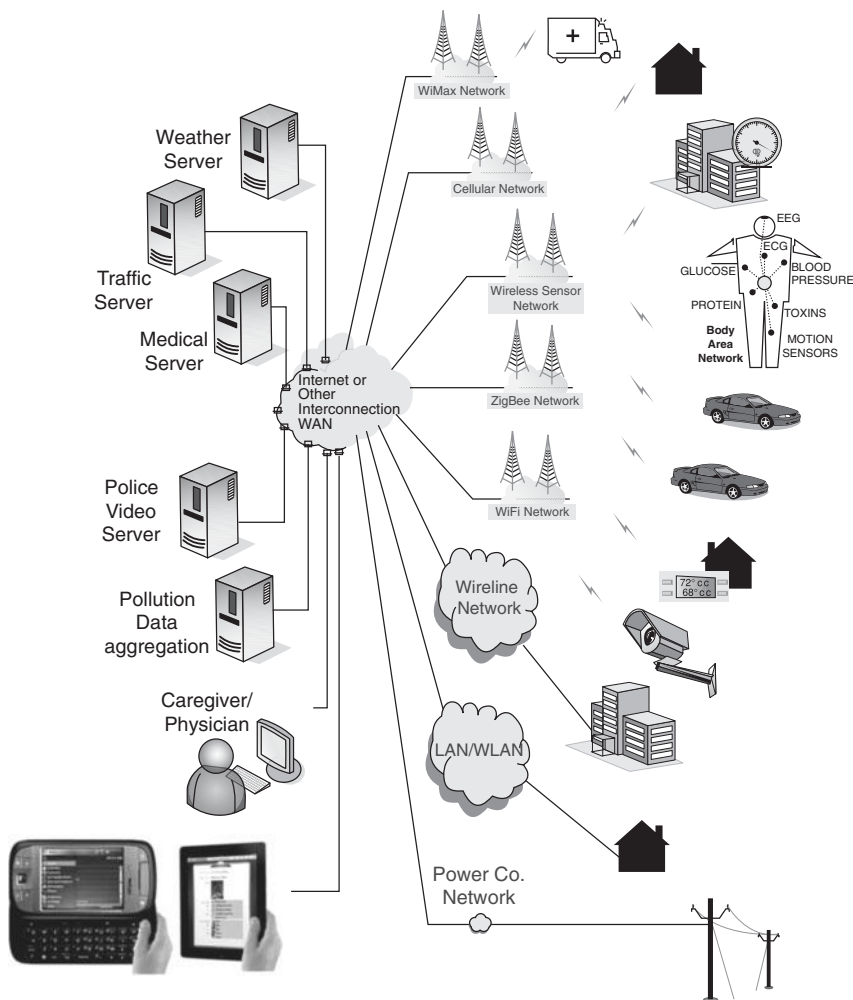 WiMax Network
+
Weather
Server
Cellular Network
EEG
ECG
Traffic
Server
GLUCOSE
BLOOD
PRESSURE
Wireless Sensor
Network
PROTEIN
TOXINS
Medical
Server
Body
Area
Network
MOTION
SENSORS
Internet or
Other
Interconnection
WAN
ZigBee Network
Police
Video
Server
WiFi Network
Wireline
Network
72° c c
68° c c
Pollution
Data
aggregation
Caregiver/
Physician
LAN/WLAN
Power Co.
Network